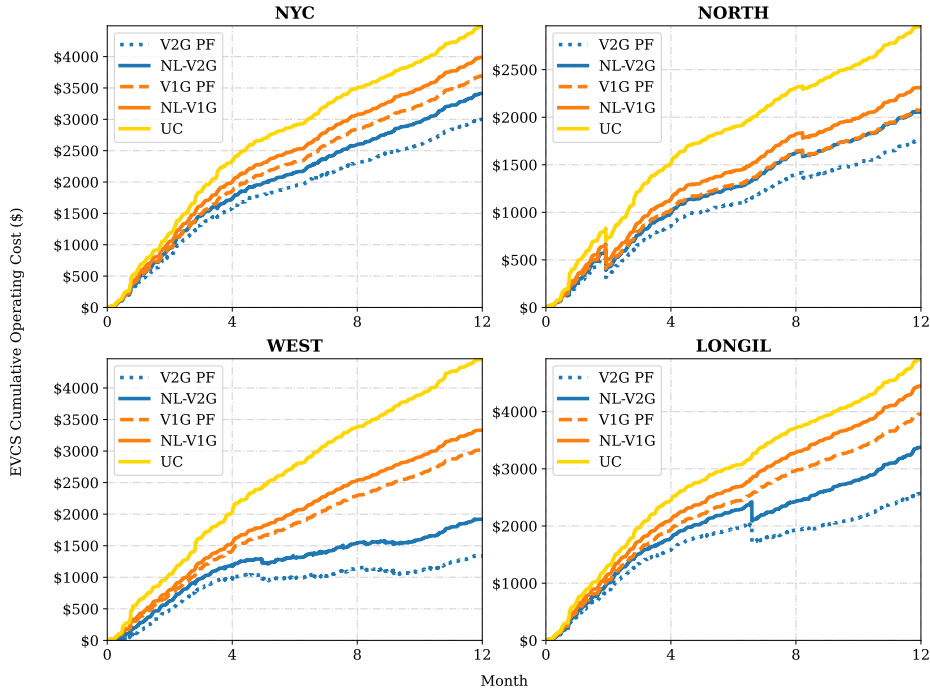 NYC
$4000
$3500
$3000
$2500
$2000
$1500
$1000
$500
$0
0
4
8
12
V2G PF
NL-V2G
V1G PF
NL-V1G
UC
NORTH
$2500
$2000
$1500
$1000
$500
$0
0
4
8
12
V2G PF
NL-V2G
V1G PF
NL-V1G
UC
EVCS Cumulative Operating Cost ($)
WEST
$4000
$3500
$3000
$2500
$2000
$1500
$1000
$500
$0
0
4
8
12
V2G PF
NL-V2G
V1G PF
NL-V1G
UC
LONGIL
$4000
$3000
$2000
$1000
$0
0
4
8
12
V2G PF
NL-V2G
V1G PF
NL-V1G
UC
Month